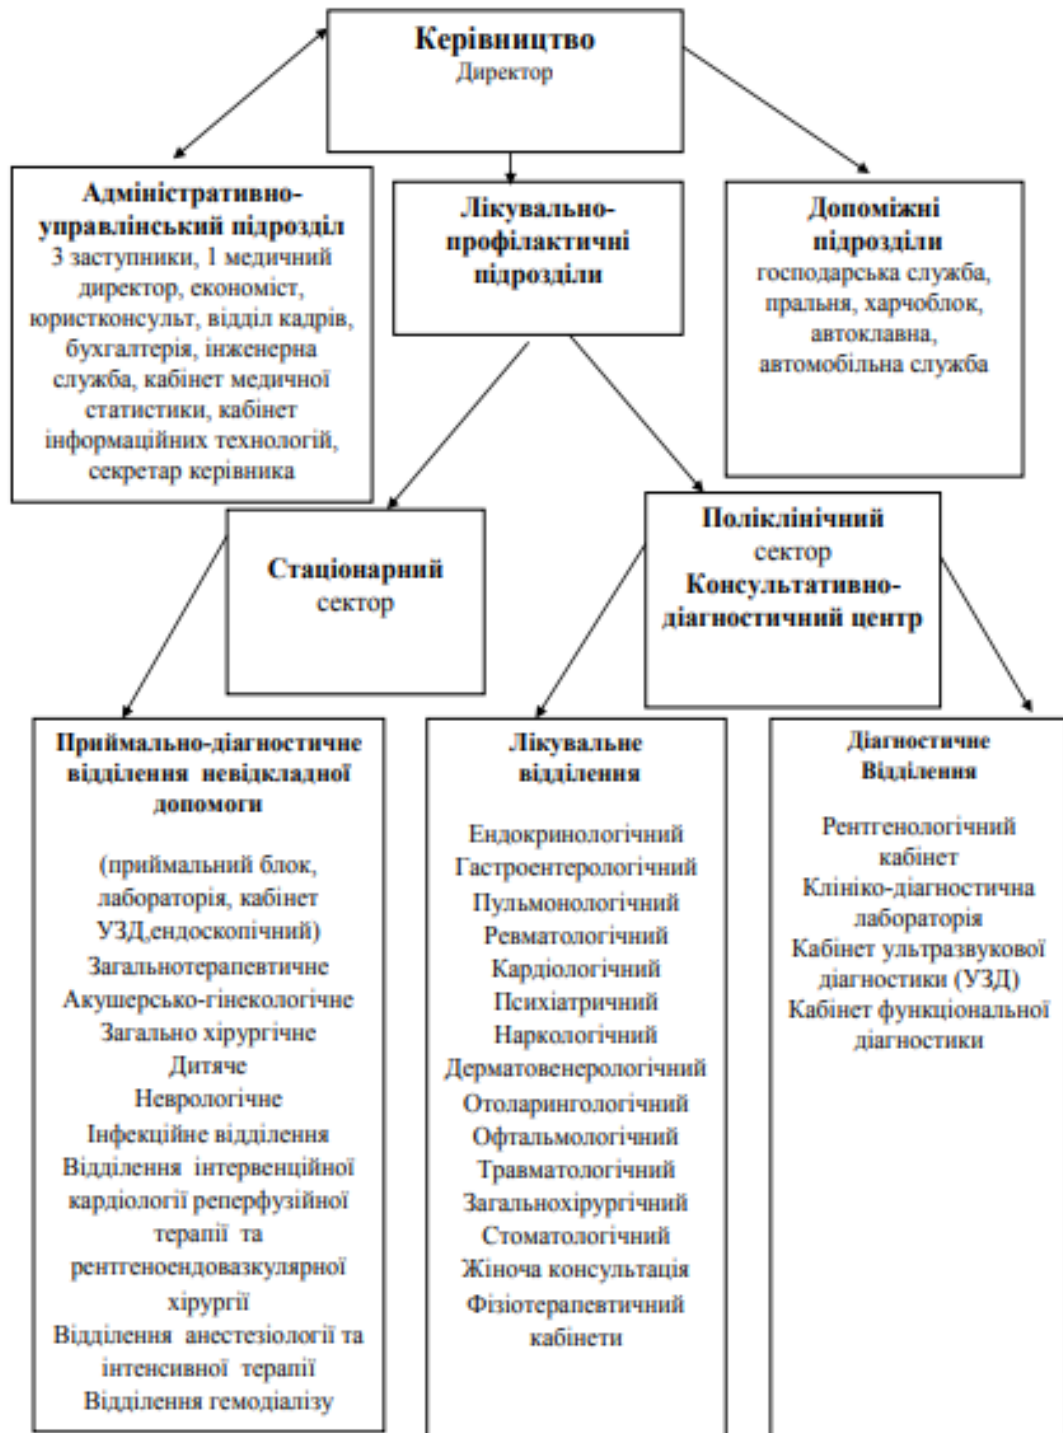 Керівництво
Директор
Адміністративно-
управлінський підрозділ
3 заступники, 1 медичний
директор, економіст,
юристконсульт, відділ кадрів,
бухгалтерія, інженерна
служба, кабінет медичної
статистики, кабінет
інформаційних технологій,
секретар керівника
Лікувально-
профілактичні
підрозділи
Допоміжні
підрозділи
господарська служба,
пральня, харчоблок,
автоклавна,
автомобільна служба
Стаціонарний
сектор
Поліклінічний
сектор
Консультативно-
діагностичний центр
Приймально-діагностичне
відділення невідкладної
допомоги
(приймальний блок,
лабораторія, кабінет
УЗД,ендоскопічний)
Загальнотерапевтичне
Акушерсько-гінекологічне
Загально хірургічне
Дитяче
Неврологічне
Інфекційне відділення
Відділення інтервенційної
кардіології реперфузійної
терапії та
рентгеноендовазкулярної
хірургії
Відділення анестезіології та
інтенсивної терапії
Відділення гемодіалізу
Лікувальне
відділення
Ендокринологічний
Гастроентерологічний
Пульмонологічний
Ревматологічний
Кардіологічний
Психіатричний
Наркологічний
Дерматовенерологічний
Отоларингологічний
Офтальмологічний
Травматологічний
Загальнохірургічний
Стоматологічний
Жіноча консультація
Фізіотерапевтичний
кабінети
Діагностичне
Відділення
Рентгенологічний
кабінет
Клініко-діагностична
лабораторія
Кабінет ультразвукової
діагностики (УЗД)
Кабінет функціональної
діагностики